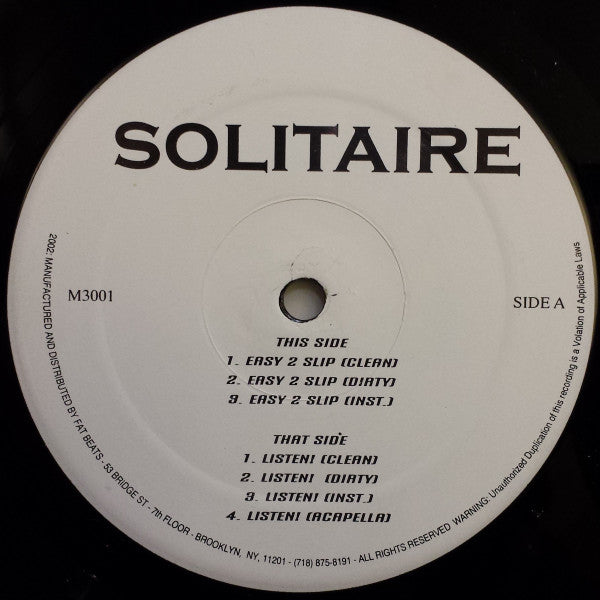 SOLITAIRE
M3001
SIDE A
THIS SIDE
1. EASY 2 SLIP (CLEAN)
2. EASY 2 SLIP (DIRTY)
3. EASY 2 SLIP (INST.)
THAT SIDE
1. LISTEN! (CLEAN)
2. LISTEN! (DIRTY)
3. LISTEN! (INST.)
4. LISTEN! (ACAPELLA)
2002: MANUFACTURED AND DISTRIBUTED BY FAT BEATS - 53 BRIDGE ST - 7th FLOOR - BROOKLYN, NY, 11201 - (718) 875-8191 - ALL RIGHTS RESERVED WARNING: Unauthorized Duplication of this recording is a Violation of Applicable Laws